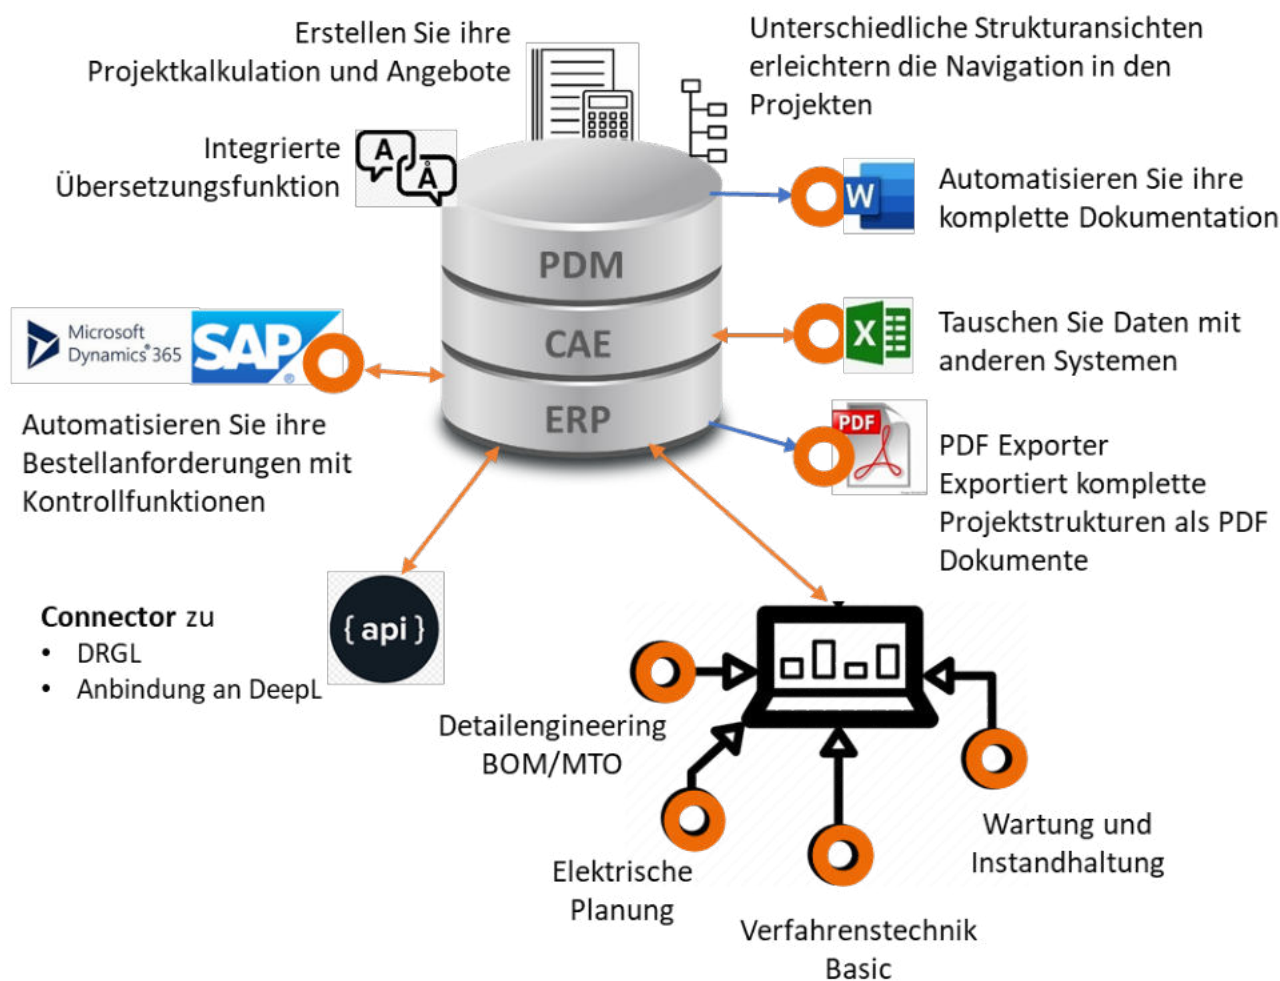 Erstellen Sie ihre
Projektkalkulation und Angebote
Unterschiedliche Strukturansichten
erleichtern die Navigation in den
Projekten
Integrierte
Übersetzungsfunktion
A
Å
W
Automatisieren Sie ihre
komplette Dokumentation
PDM
CAE
ERP
Microsoft
Dynamics® 365
SAP®
X
Tauschen Sie Daten mit
anderen Systemen
Automatisieren Sie ihre
Bestellanforderungen mit
Kontrollfunktionen
PDF
PDF Exporter
Exportiert komplette
Projektstrukturen als PDF
Dokumente
{ api }
Connector zu
• DRGL
• Anbindung an DeepL
Detailengineering
BOM/MTO
Elektrische
Planung
Verfahrenstechnik
Basic
Wartung und
Instandhaltung